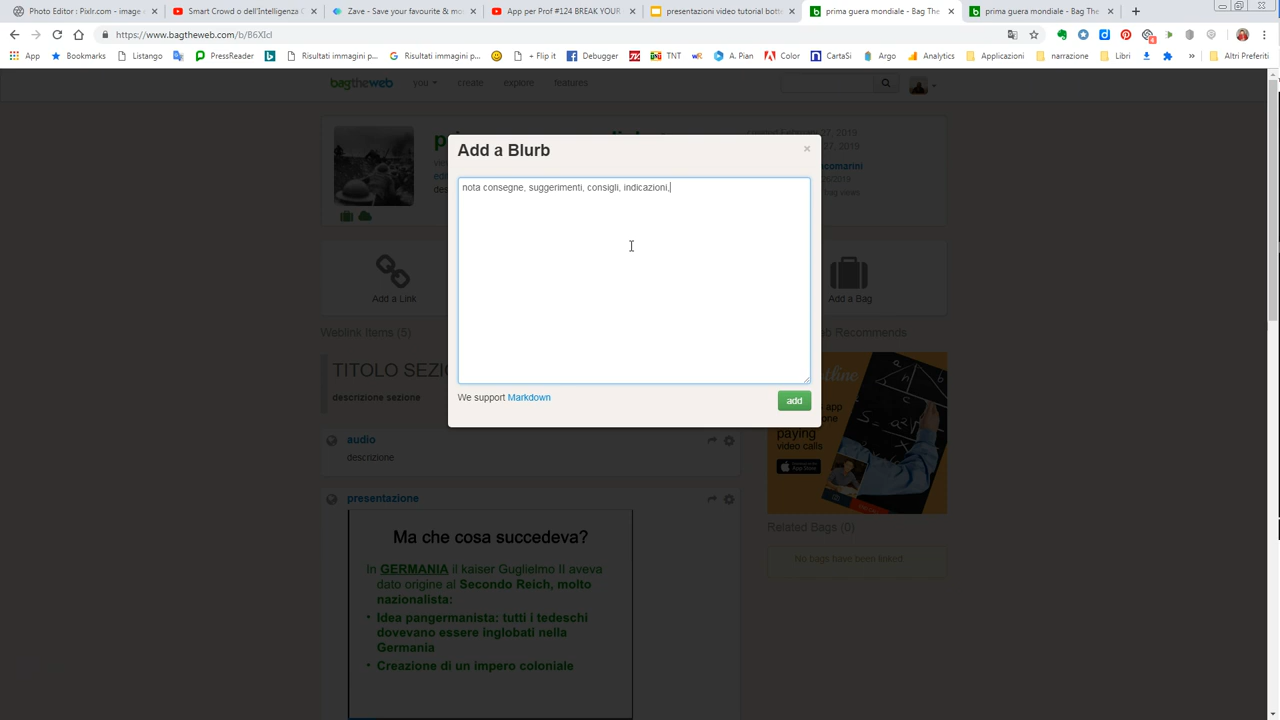 Photo Editor : Pixlr.com - image
Smart Crowd o dell'Intelligenza
Zave - Save your favourite & mo
App per Prof #124 BREAK YOUR
presentazioni video tutorial bott
prima guera mondiale - Bag The
prima guera mondiale - Bag The
https://www.bagtheweb.com/b/B6XIcI
App
Bookmarks
Listango
PressReader
Risultati immagini p...
Risultati immagini p...
+ Flip it
Debugger
TNT
A. Pian
Color
CartaSi
Argo
Analytics
Applicazioni
narrazione
Libri
»
Altri Preferiti
bagtheweb
you
create
explore
features
Add a Blurb
×
nota consegne, suggerimenti, consigli, indicazioni,
We support Markdown
add
Add a Link
Add a Bag
Weblink Items (5)
Recommends
TITOLO SEZI
descrizione sezione
audio
descrizione
presentazione
Ma che cosa succedeva?
In GERMANIA il kaiser Guglielmo II aveva
dato origine al Secondo Reich, molto
nazionalista:
• Idea pangermanista: tutti i tedeschi
dovevano essere inglobati nella
Germania
• Creazione di un impero coloniale
paying
video calls
Related Bags (0)
No bags have been linked.